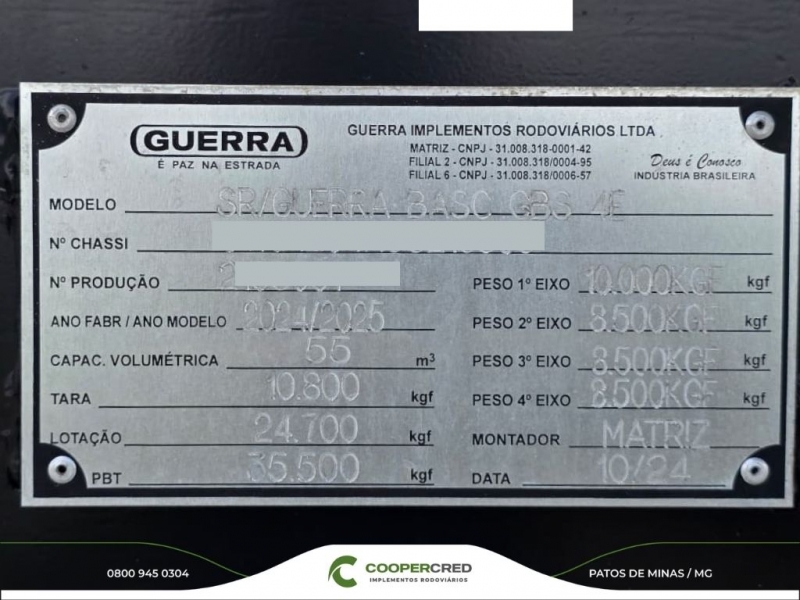 GUERRA
É PAZ NA ESTRADA
GUERRA IMPLEMENTOS RODOVIÁRIOS LTDA
MATRIZ - CNPJ - 31.008.318-0001-42
FILIAL 2 - CNPJ - 31.008.318/0004-95
FILIAL 6 - CNPJ - 31.008.318/0006-57
Deus é Conosco
INDÚSTRIA BRASILEIRA
MODELO SR/GUERRA BASC GBS 4E
Nº CHASSI
Nº PRODUÇÃO
ANO FABR / ANO MODELO 2024/2025
CAPAC. VOLUMÉTRICA 55 m³
TARA 10.800 kgf
LOTAÇÃO 24.700 kgf
PBT 35.500 kgf
PESO 1º EIXO 10.000KGF kgf
PESO 2º EIXO 8.500KGF kgf
PESO 3º EIXO 8.500KGF kgf
PESO 4º EIXO 8.500KGF kgf
MONTADOR MATRIZ
DATA 10/24
0800 945 0304
COOPERCRED
IMPLEMENTOS RODOVIÁRIOS
PATOS DE MINAS / MG